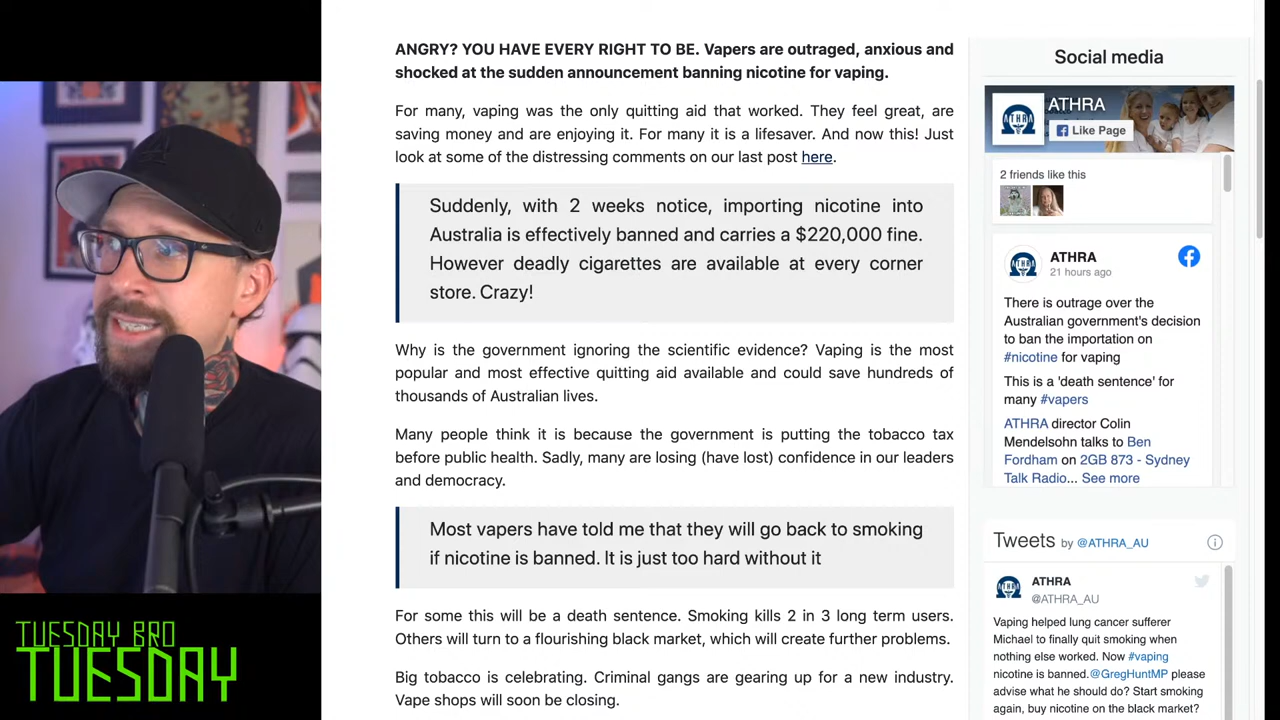 ANGRY? YOU HAVE EVERY RIGHT TO BE. Vapers are outraged, anxious and
shocked at the sudden announcement banning nicotine for vaping.
For many, vaping was the only quitting aid that worked. They feel great, are
saving money and are enjoying it. For many it is a lifesaver. And now this! Just
look at some of the distressing comments on our last post here.
Suddenly, with 2 weeks notice, importing nicotine into
Australia is effectively banned and carries a $220,000 fine.
However deadly cigarettes are available at every corner
store. Crazy!
Why is the government ignoring the scientific evidence? Vaping is the most
popular and most effective quitting aid available and could save hundreds of
thousands of Australian lives.
Many people think it is because the government is putting the tobacco tax
before public health. Sadly, many are losing (have lost) confidence in our leaders
and democracy.
Most vapers have told me that they will go back to smoking
if nicotine is banned. It is just too hard without it
For some this will be a death sentence. Smoking kills 2 in 3 long term users.
Others will turn to a flourishing black market, which will create further problems.
Big tobacco is celebrating. Criminal gangs are gearing up for a new industry.
Vape shops will soon be closing.
Social media
ATHRA
ATHRA
Like Page
2 friends like this
ATHRA
ATHRA
21 hours ago
There is outrage over the
Australian government's decision
to ban the importation on
#nicotine for vaping
This is a 'death sentence' for
many #vapers
ATHRA director Colin
Mendelsohn talks to Ben
Fordham on 2GB 873 - Sydney
Talk Radio... See more
Tweets by @ATHRA_AU
ATHRA
@ATHRA_AU
Vaping helped lung cancer sufferer
Michael to finally quit smoking when
nothing else worked. Now #vaping
nicotine is banned.@GregHuntMP please
advise what he should do? Start smoking
again, buy nicotine on the black market?
TUESDAY BRO
TUESDAY